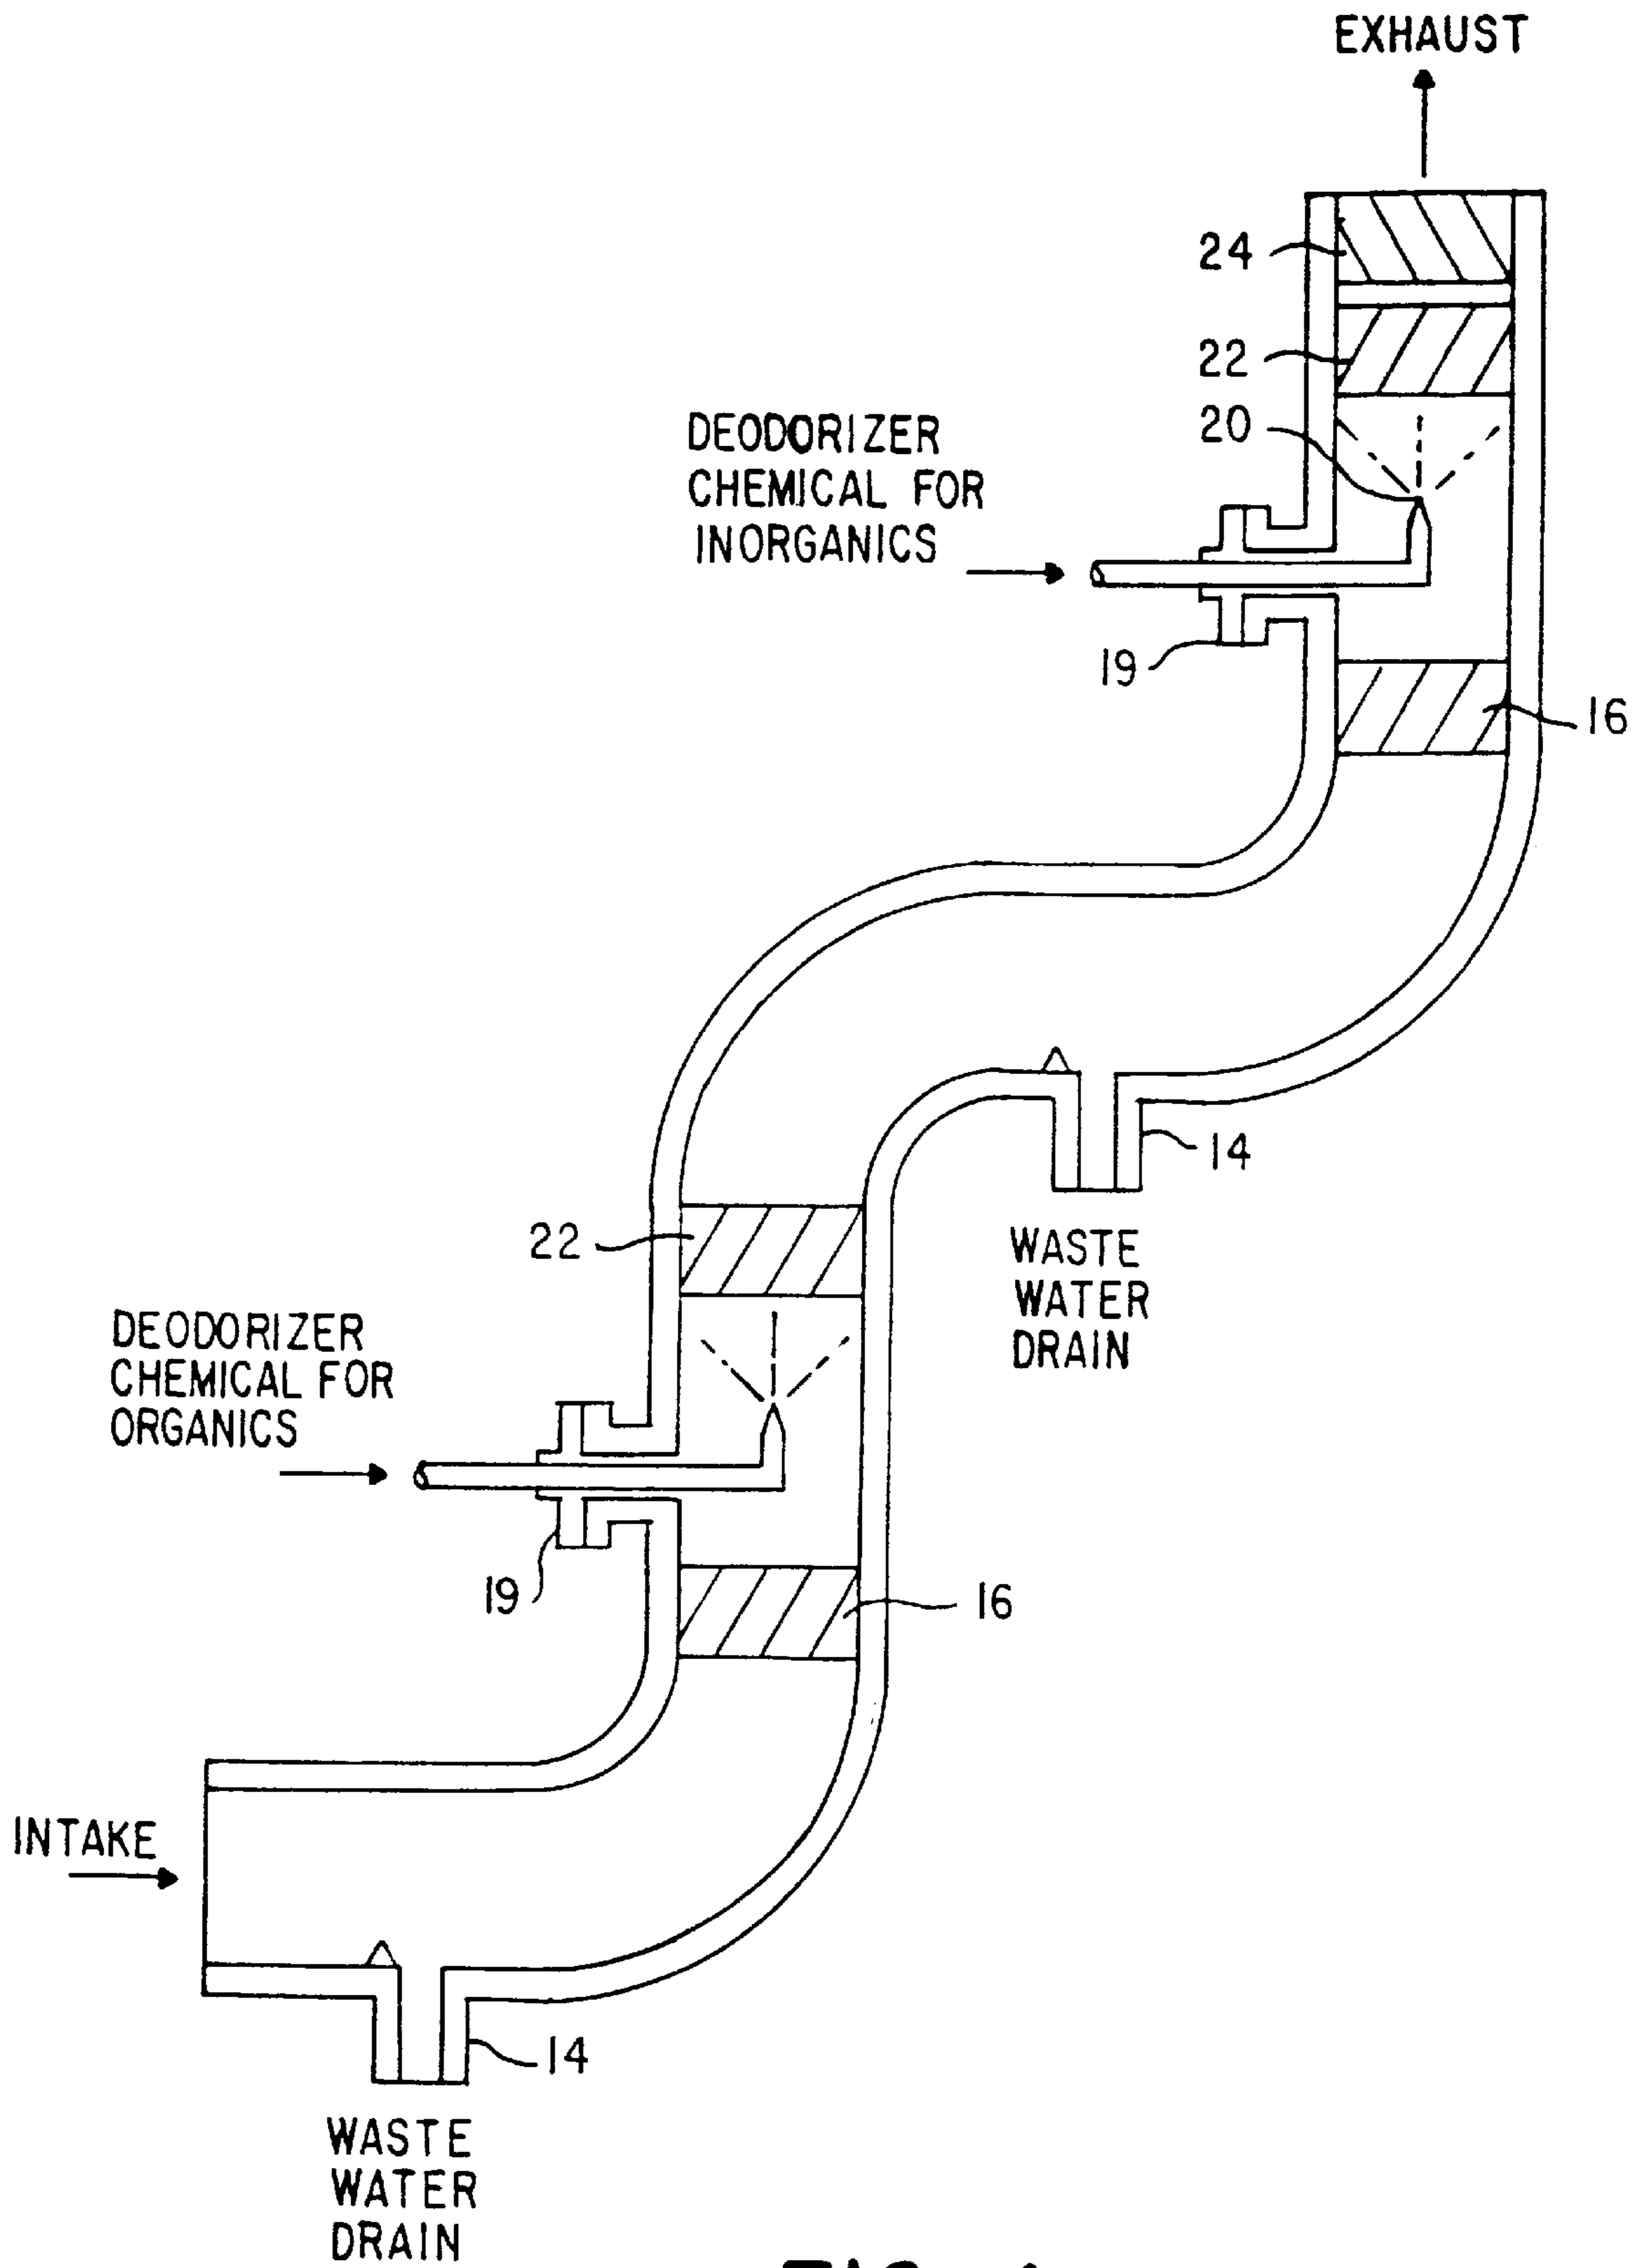 EXHAUST
24
22
20
DEODORIZER
CHEMICAL FOR
INORGANICS
19
16
14
WASTE
WATER
DRAIN
22
DEODORIZER
CHEMICAL FOR
ORGANICS
19
16
INTAKE
14
WASTE
WATER
DRAIN